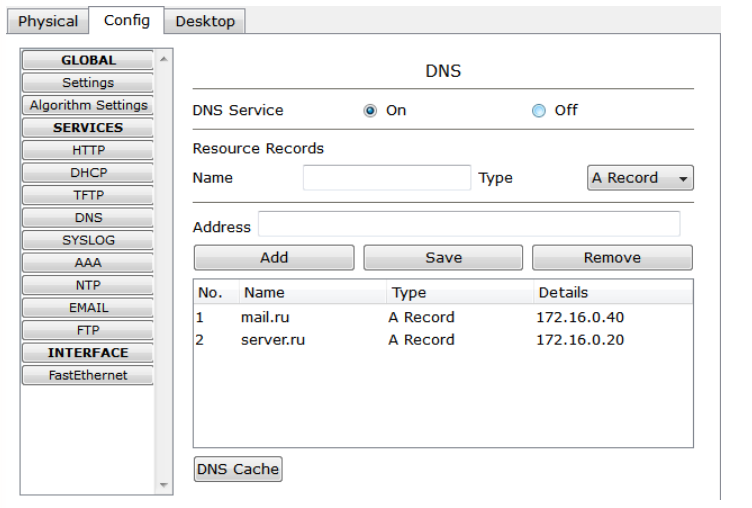 Physical Config Desktop
GLOBAL
Settings
Algorithm Settings
SERVICES
HTTP
DHCP
TFTP
DNS
SYSLOG
AAA
NTP
EMAIL
FTP
INTERFACE
FastEthernet
DNS
DNS Service On Off
Resource Records
Name Type A Record
Address
Add Save Remove
No. Name Type Details
1 mail.ru A Record 172.16.0.40
2 server.ru A Record 172.16.0.20
DNS Cache